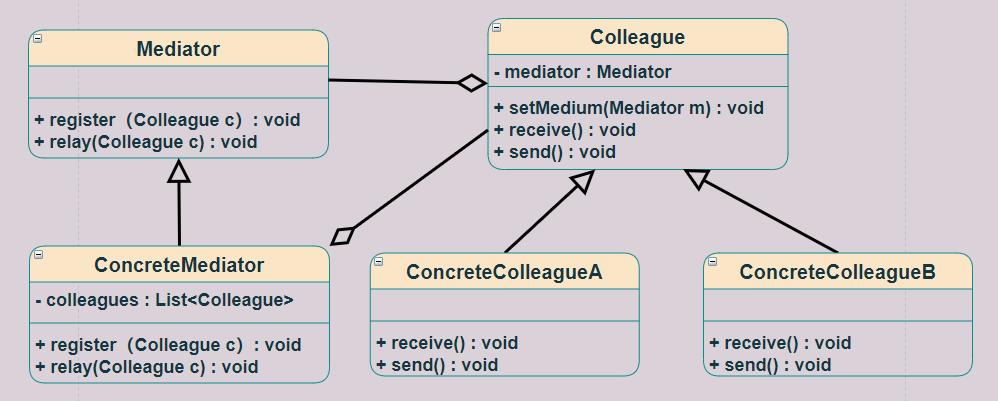 Mediator
+ register（Colleague c）: void
+ relay(Colleague c) : void
Colleague
- mediator : Mediator
+ setMedium(Mediator m) : void
+ receive() : void
+ send() : void
ConcreteMediator
- colleagues : List<Colleague>
+ register（Colleague c）: void
+ relay(Colleague c) : void
ConcreteColleagueA
+ receive() : void
+ send() : void
ConcreteColleagueB
+ receive() : void
+ send() : void